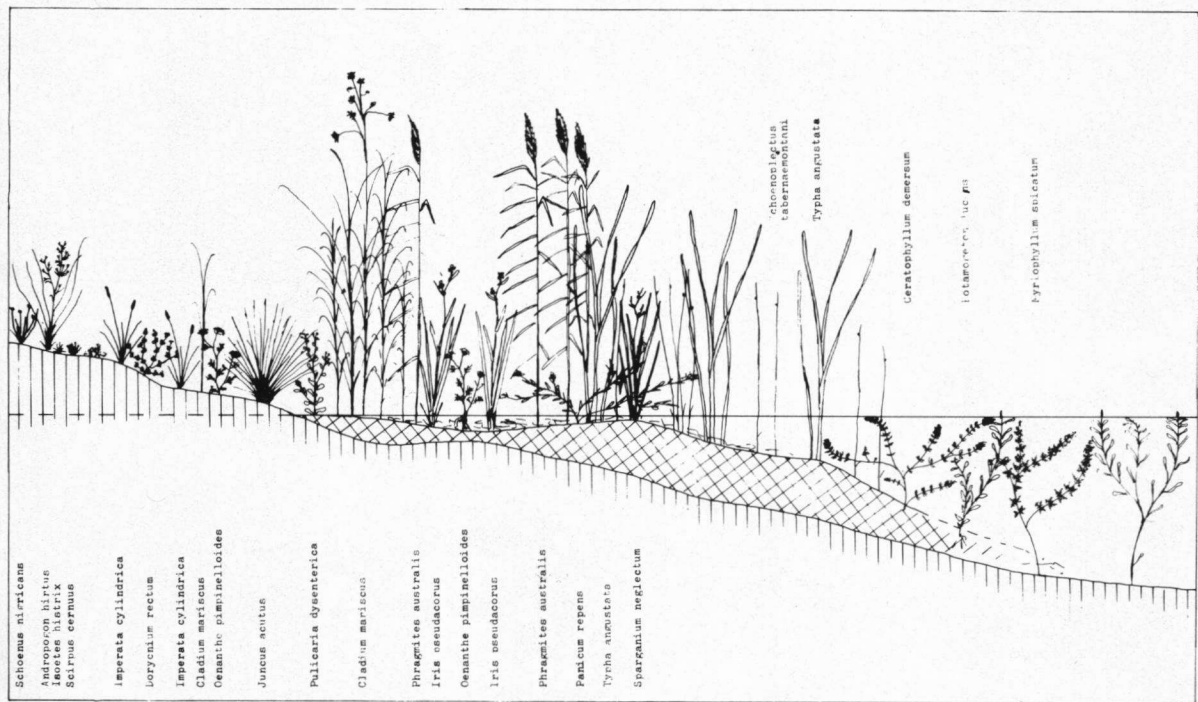 Schoenus nigricans
Andropogon hirtus
Isoetes histrix
Scirpus cernuus
Imperata cylindrica
Dorycnium rectum
Imperata cylindrica
Cladium mariscus
Oenanthe pimpinelloides
Juncus acutus
Pulicaria dysenterica
Cladium mariscus
Phragmites australis
Iris pseudacorus
Oenanthe pimpinelloides
Iris pseudacorus
Phragmites australis
Panicum repens
Typha angustata
Sparganium neglectum
tabernaemontani
Typha angustata
Ceratophyllum demersum
Myriophyllum spicatum